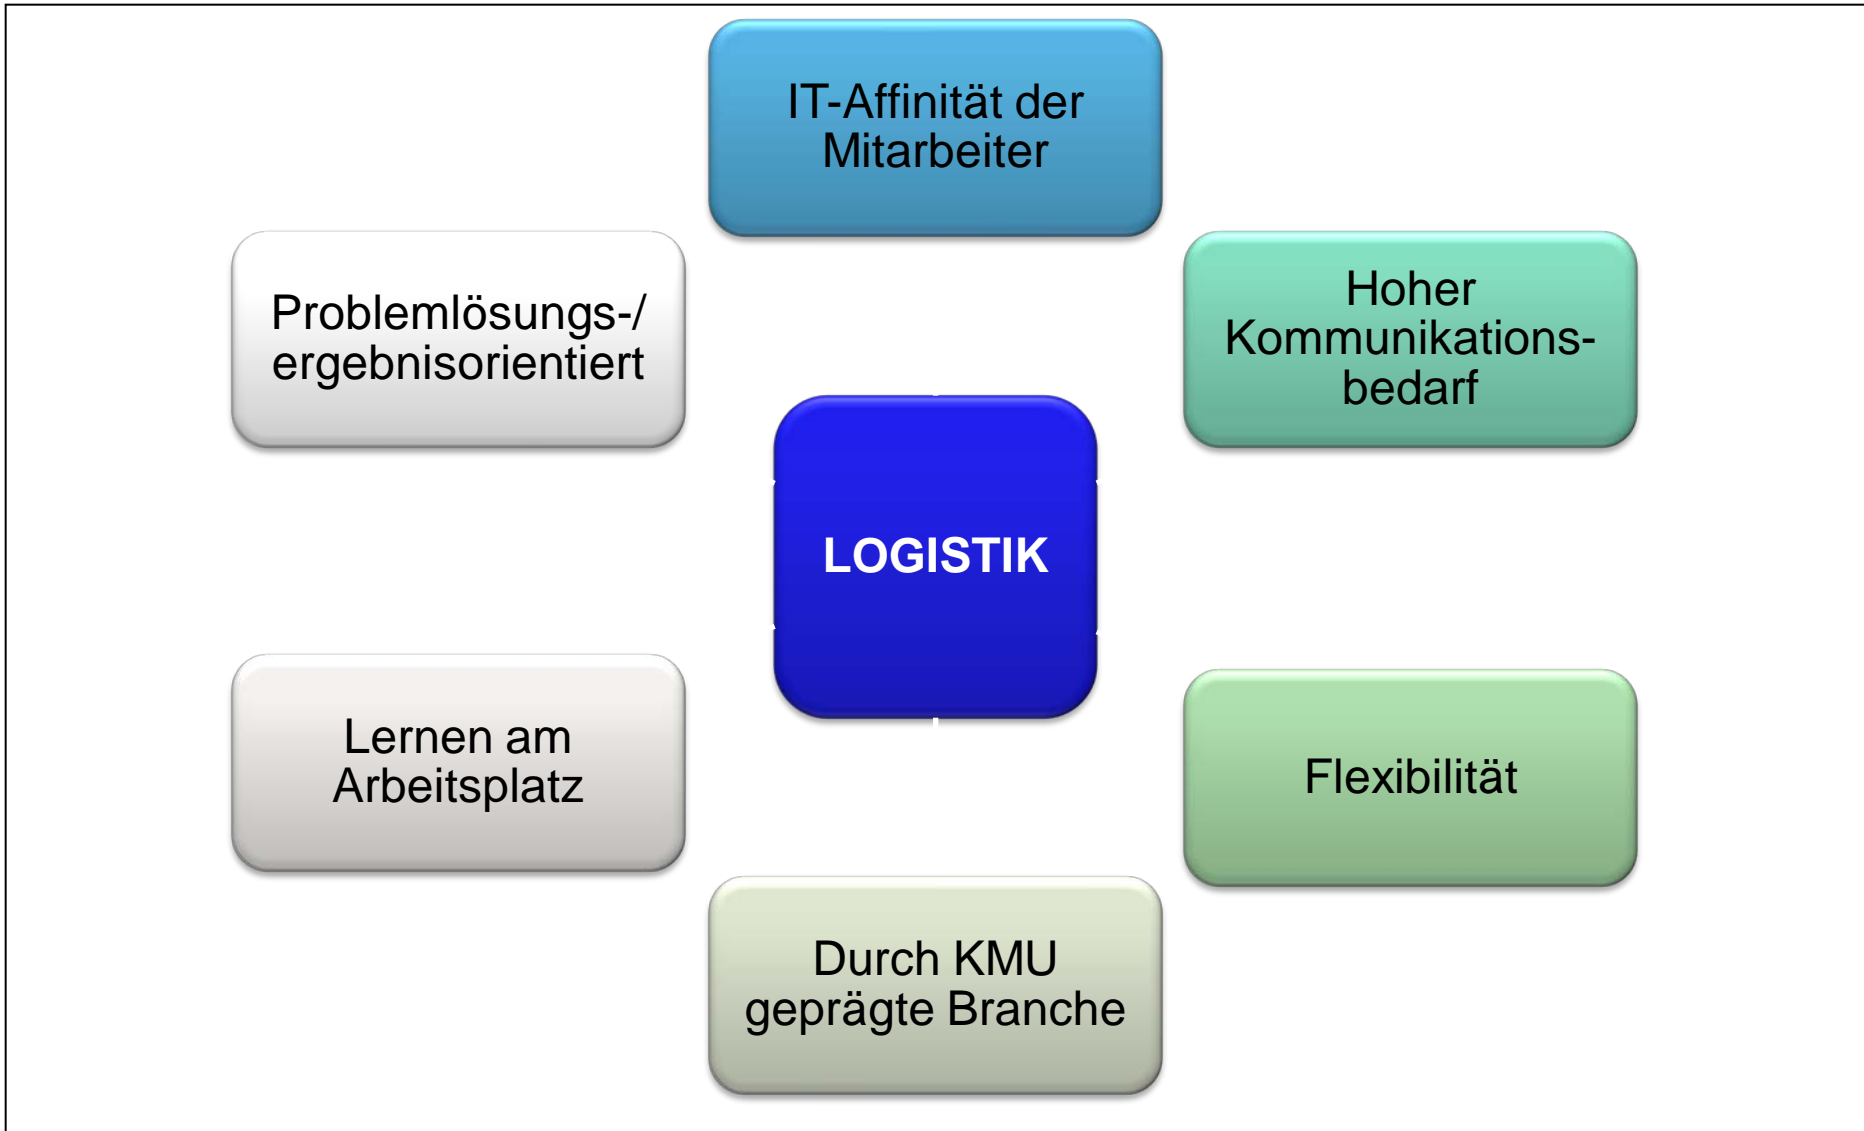 IT-Affinität der
Mitarbeiter
Problemlösungs-/
ergebnisorientiert
Hoher
Kommunikations-
bedarf
LOGISTIK
Lernen am
Arbeitsplatz
Flexibilität
Durch KMU
geprägte Branche